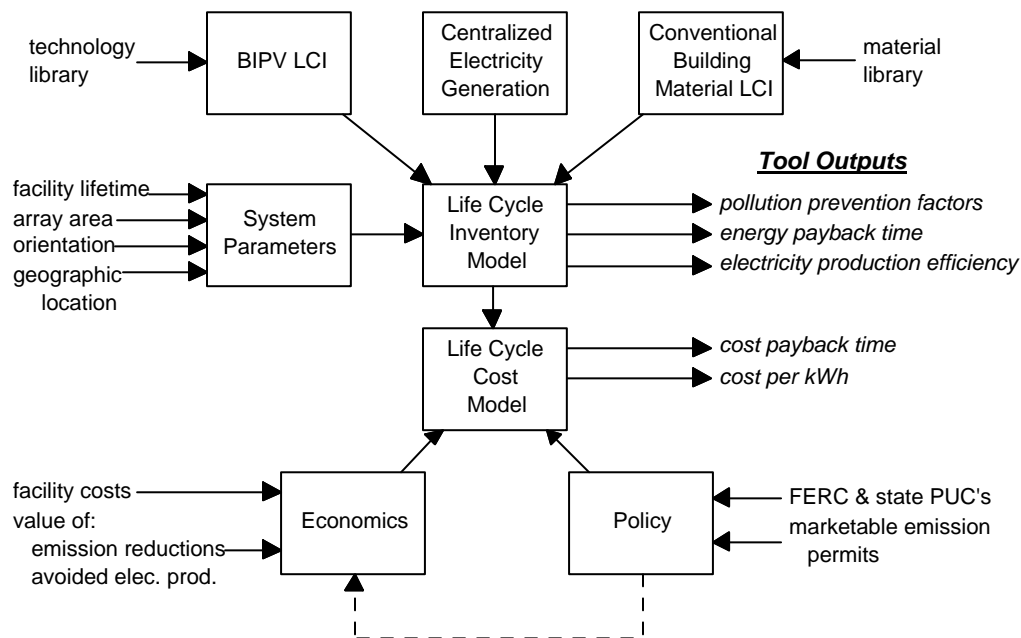 technology
library
BIPV LCI
Centralized
Electricity
Generation
Conventional
Building
Material LCI
material
library
Tool Outputs
facility lifetime
array area
orientation
geographic
location
System
Parameters
Life Cycle
Inventory
Model
pollution prevention factors
energy payback time
electricity production efficiency
Life Cycle
Cost
Model
cost payback time
cost per kWh
facility costs
value of:
emission reductions
avoided elec. prod.
Economics
Policy
FERC & state PUC's
marketable emission
permits